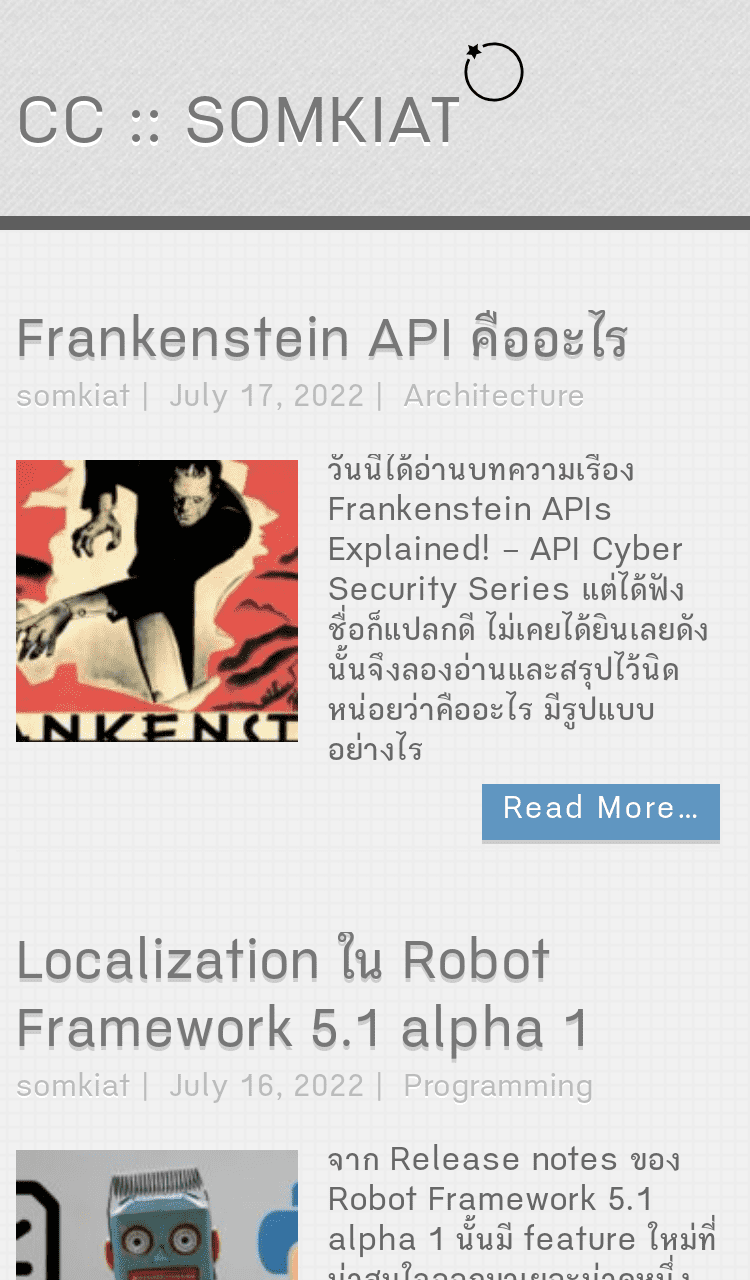 CC :: SOMKIAT
Frankenstein API คืออะไร
somkiat | July 17, 2022 | Architecture
วันนี้ได้อ่านบทความเรื่อง
Frankenstein APIs
Explained! – API Cyber
Security Series แต่ได้ฟัง
ชื่อก็แปลกดี ไม่เคยได้ยินเลยดัง
นั้นจึงลองอ่านและสรุปไว้นิด
หน่อยว่าคืออะไร มีรูปแบบ
อย่างไร
ANKENST
Read More…
Localization ใน Robot
Framework 5.1 alpha 1
somkiat | July 16, 2022 | Programming
จาก Release notes ของ
Robot Framework 5.1
alpha 1 นั้นมี feature ใหม่ที่